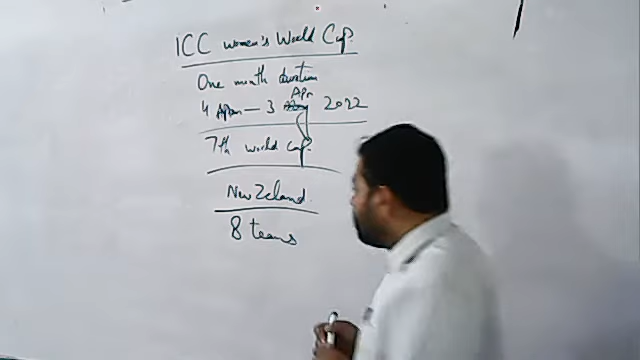 ICC women's World Cup.
One month duration
Apr
4 – 3 2022
7th world cup.
New Zeland.
8 teams